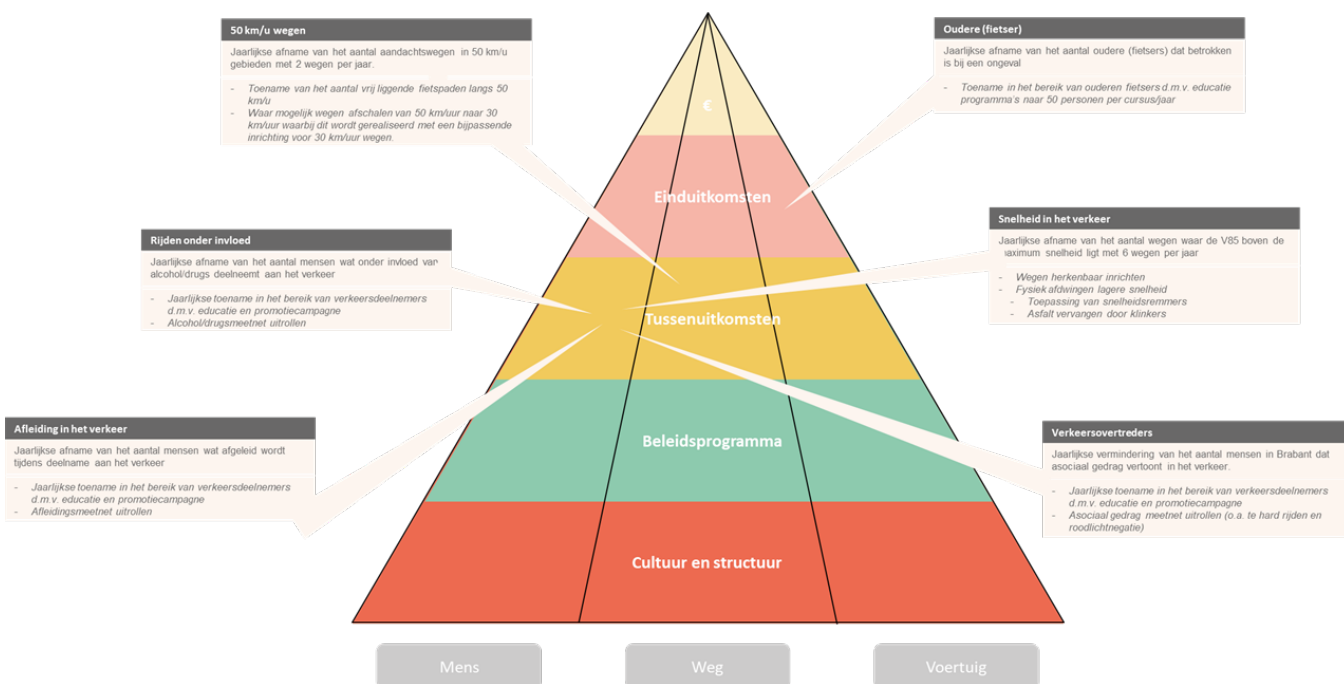 50 km/u wegen
Jaarlijkse afname van het aantal aandachtswegen in 50 km/u
gebieden met 2 wegen per jaar.
- Toename van het aantal vrij liggende fietspaden langs 50
km/u
- Waar mogelijk wegen afschalen van 50 km/uur naar 30
km/uur waarbij dit wordt gerealiseerd met een bijpassende
inrichting voor 30 km/uur wegen.
Oudere (fietser)
Jaarlijkse afname van het aantal oudere (fietsers) dat betrokken
is bij een ongeval
- Toename in het bereik van ouderen fietsers d.m.v. educatie
programma's naar 50 personen per cursus/jaar
€
Einduitkomsten
Rijden onder invloed
Jaarlijkse afname van het aantal mensen wat onder invloed van
alcohol/drugs deelneemt aan het verkeer
- Jaarlijkse toename in het bereik van verkeersdeelnemers
d.m.v. educatie en promotiecampagne
- Alcohol/drugsmeetnet uitrollen
Snelheid in het verkeer
Jaarlijkse afname van het aantal wegen waar de V85 boven de
maximum snelheid ligt met 6 wegen per jaar
- Wegen herkenbaar inrichten
- Fysiek afdwingen lagere snelheid
- Toepassing van snelheidsremmers
- Asfalt vervangen door klinkers
Tussenuitkomsten
Afleiding in het verkeer
Jaarlijkse afname van het aantal mensen wat afgeleid wordt
tijdens deelname aan het verkeer
- Jaarlijkse toename in het bereik van verkeersdeelnemers
d.m.v. educatie en promotiecampagne
- Afleidingsmeetnet uitrollen
Beleidsprogramma
Verkeersovertreders
Jaarlijkse vermindering van het aantal mensen in Brabant dat
asociaal gedrag vertoont in het verkeer.
- Jaarlijkse toename in het bereik van verkeersdeelnemers
d.m.v. educatie en promotiecampagne
- Asociaal gedrag meetnet uitrollen (o.a. te hard rijden en
roodlichtnegatie)
Cultuur en structuur
Mens
Weg
Voertuig